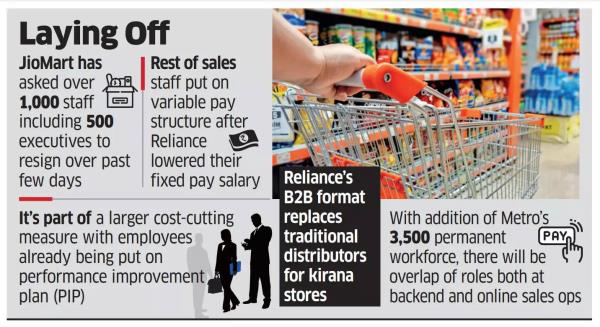 Laying Off
JioMart has
asked over
1,000 staff
including 500
executives to
resign over past
few days
Rest of sales
staff put on
variable pay
structure after
Reliance
lowered their
fixed pay salary
It's part of a larger cost-cutting
measure with employees
already being put on
performance improvement
plan (PIP)
Reliance's
B2B format
replaces
traditional
distributors
for kirana
stores
With addition of Metro's
3,500 permanent
workforce, there will be
overlap of roles both at
backend and online sales ops
PAY
₹